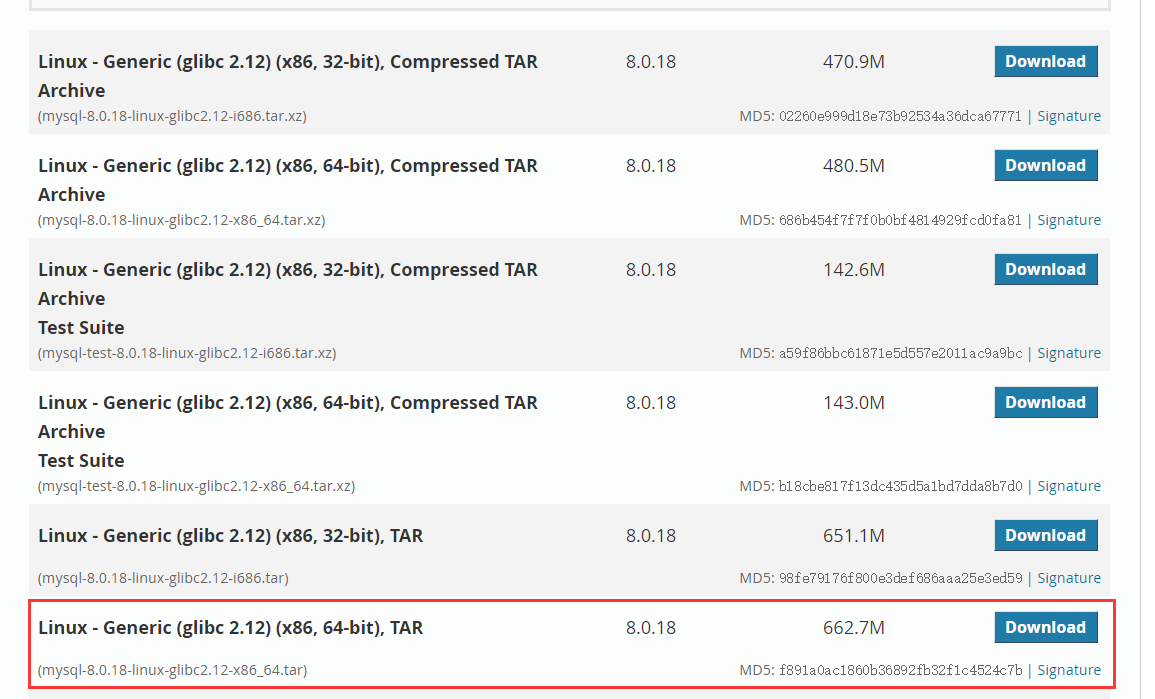 Linux - Generic (glibc 2.12) (x86, 32-bit), Compressed TAR 8.0.18 470.9M Download
Archive
(mysql-8.0.18-linux-glibc2.12-i686.tar.xz) MD5: 02260e999d18e73b92534a36dca67771 | Signature
Linux - Generic (glibc 2.12) (x86, 64-bit), Compressed TAR 8.0.18 480.5M Download
Archive
(mysql-8.0.18-linux-glibc2.12-x86_64.tar.xz) MD5: 686b454f7f7f0b0bf4814929fcd0fa81 | Signature
Linux - Generic (glibc 2.12) (x86, 32-bit), Compressed TAR 8.0.18 142.6M Download
Archive
Test Suite
(mysql-test-8.0.18-linux-glibc2.12-i686.tar.xz) MD5: a59f86bbc61871e5d557e2011ac9a9bc | Signature
Linux - Generic (glibc 2.12) (x86, 64-bit), Compressed TAR 8.0.18 143.0M Download
Archive
Test Suite
(mysql-test-8.0.18-linux-glibc2.12-x86_64.tar.xz) MD5: b18cbe817f13dc435d5a1bd7dda8b7d0 | Signature
Linux - Generic (glibc 2.12) (x86, 32-bit), TAR 8.0.18 651.1M Download
(mysql-8.0.18-linux-glibc2.12-i686.tar) MD5: 98fe79176f800e3def686aaa25e3ed59 | Signature
Linux - Generic (glibc 2.12) (x86, 64-bit), TAR 8.0.18 662.7M Download
(mysql-8.0.18-linux-glibc2.12-x86_64.tar) MD5: f891a0ac1860b36892fb32f1c4524c7b | Signature